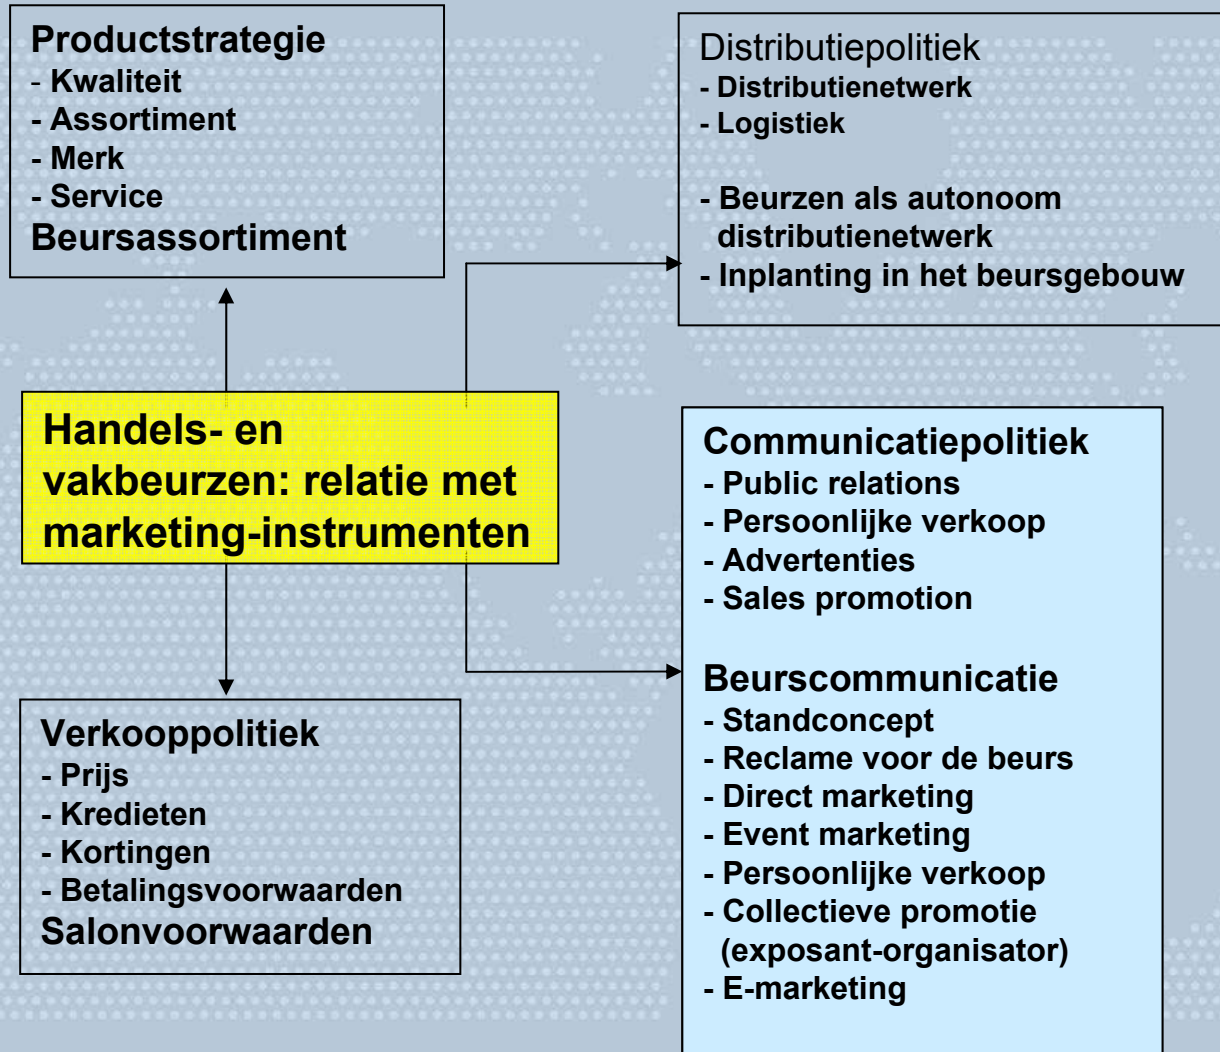 Productstrategie
- Kwaliteit
- Assortiment
- Merk
- Service
Beursassortiment
Distributiepolitiek
- Distributienetwerk
- Logistiek
- Beurzen als autonoom
distributienetwerk
- Inplanting in het beursgebouw
Handels- en
vakbeurzen: relatie met
marketing-instrumenten
Communicatiepolitiek
- Public relations
- Persoonlijke verkoop
- Advertenties
- Sales promotion
Beurscommunicatie
- Standconcept
- Reclame voor de beurs
- Direct marketing
- Event marketing
- Persoonlijke verkoop
- Collectieve promotie
(exposant-organisator)
- E-marketing
Verkooppolitiek
- Prijs
- Kredieten
- Kortingen
- Betalingsvoorwaarden
Salonvoorwaarden